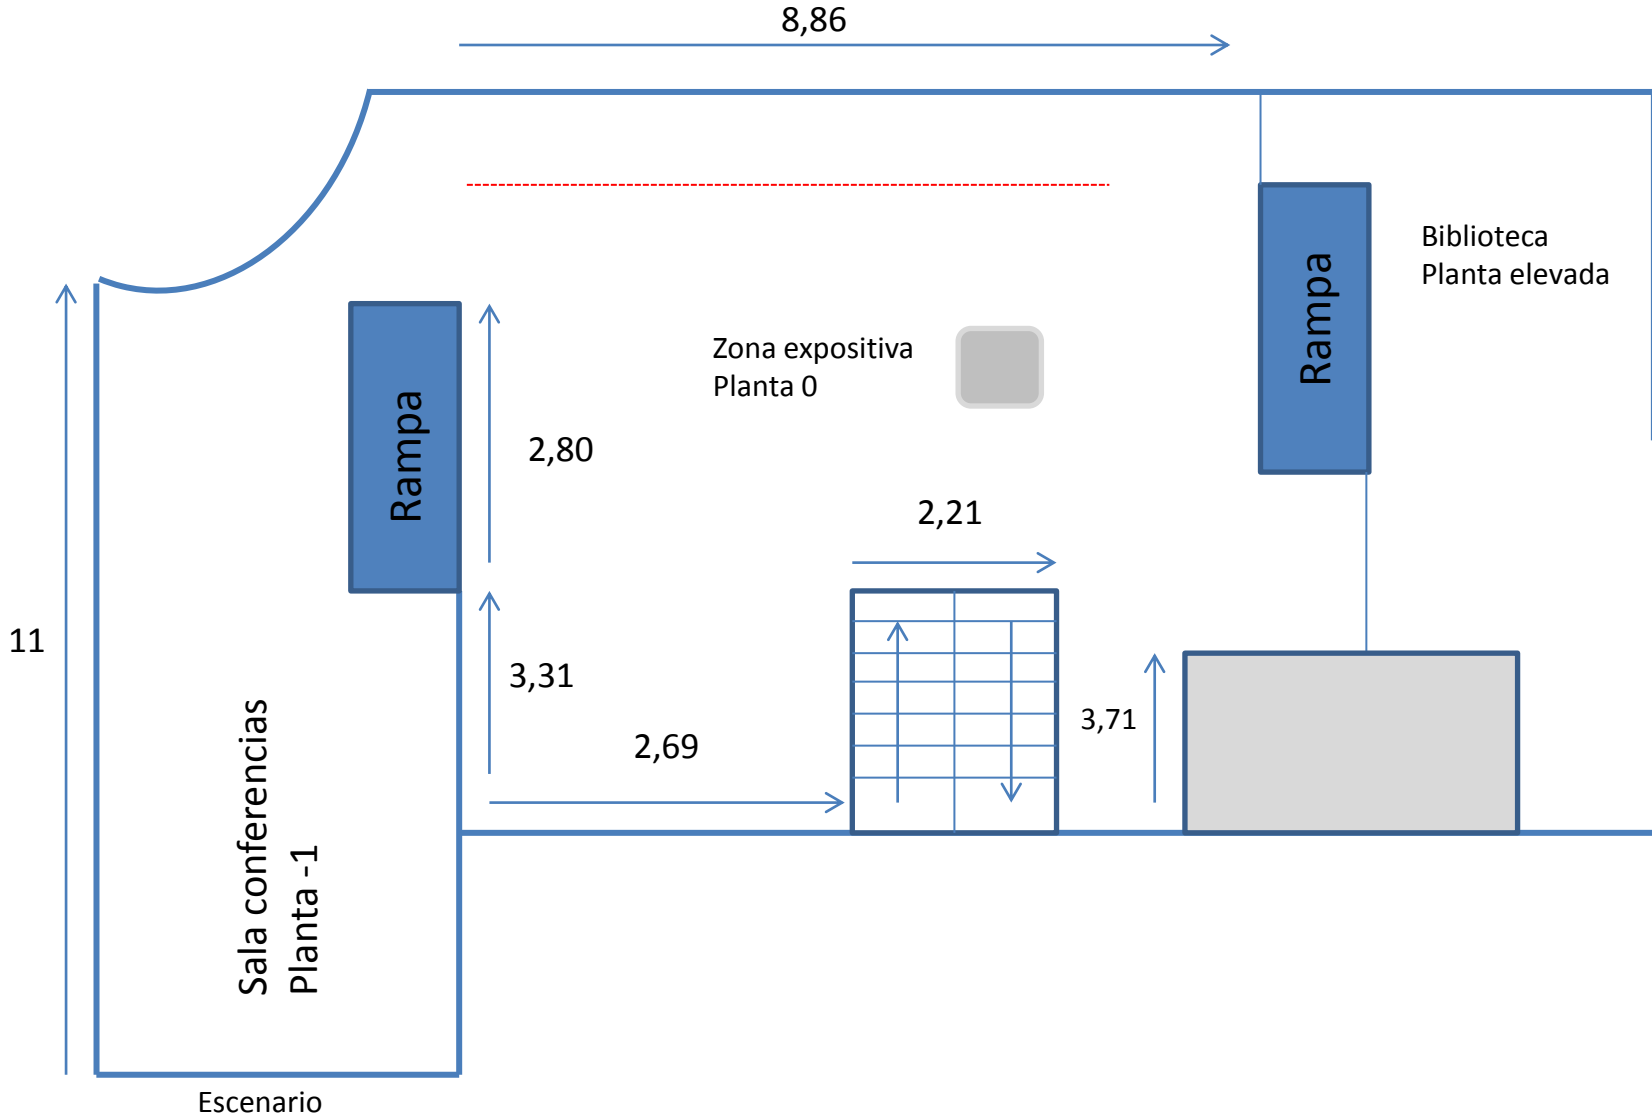 8,86
Biblioteca
Planta elevada
Rampa
Zona expositiva
Planta 0
Rampa
2,80
2,21
11
3,31
3,71
2,69
Sala conferencias
Planta -1
Escenario